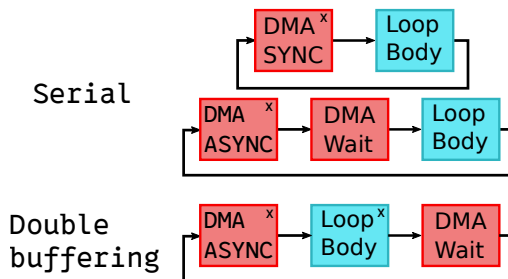 DMA x
SYNC
Loop
Body
Serial
DMA x
ASYNC
DMA
Wait
Loop
Body
Double
buffering
DMA x
ASYNC
Loop x
Body
DMA
Wait